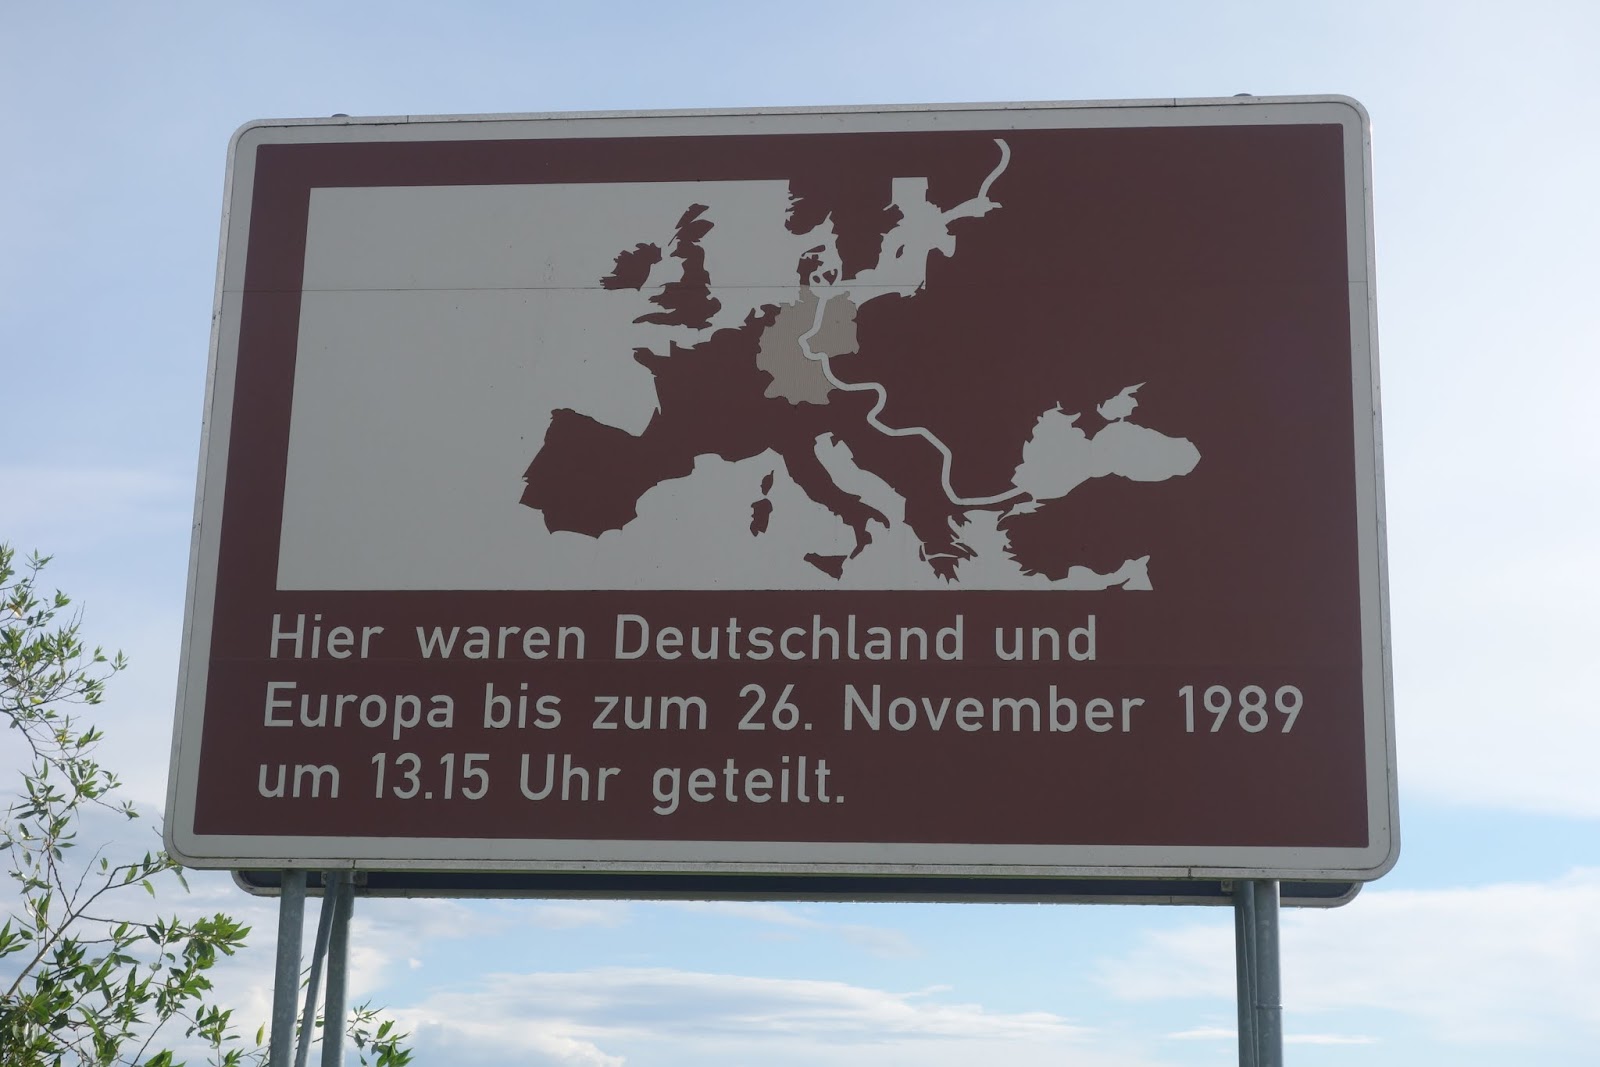 Hier waren Deutschland und
Europa bis zum 26. November 1989
um 13.15 Uhr geteilt.